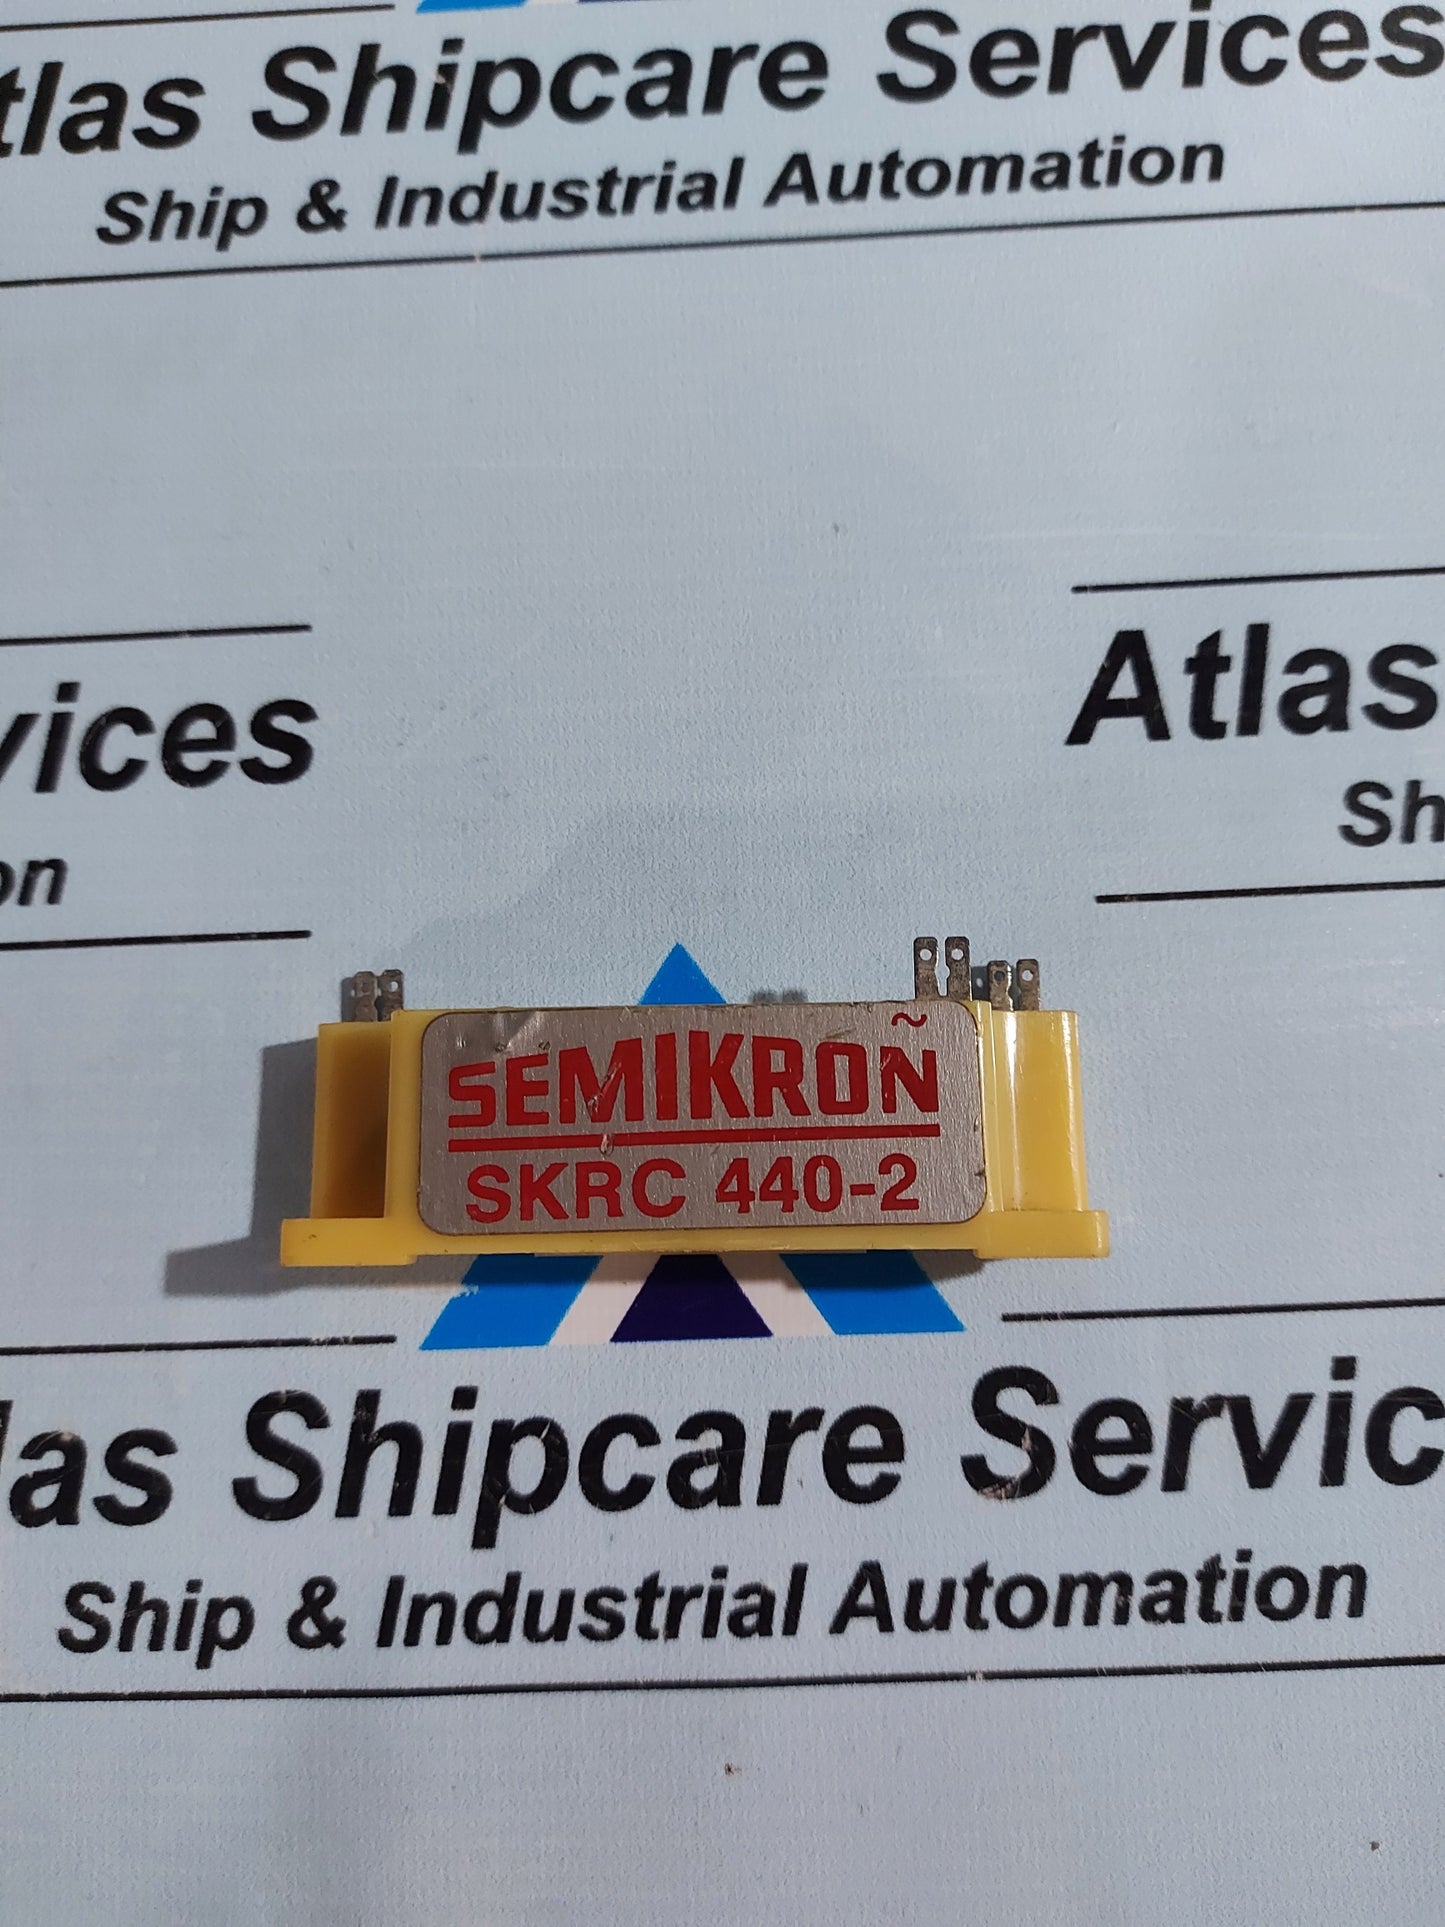 tlas Shipcare Services
Ship & Industrial Automation
vices
on
Atlas
Sh
~
SEMIKRON
SKRC 440-2
las Shipcare Servic
Ship & Industrial Automation